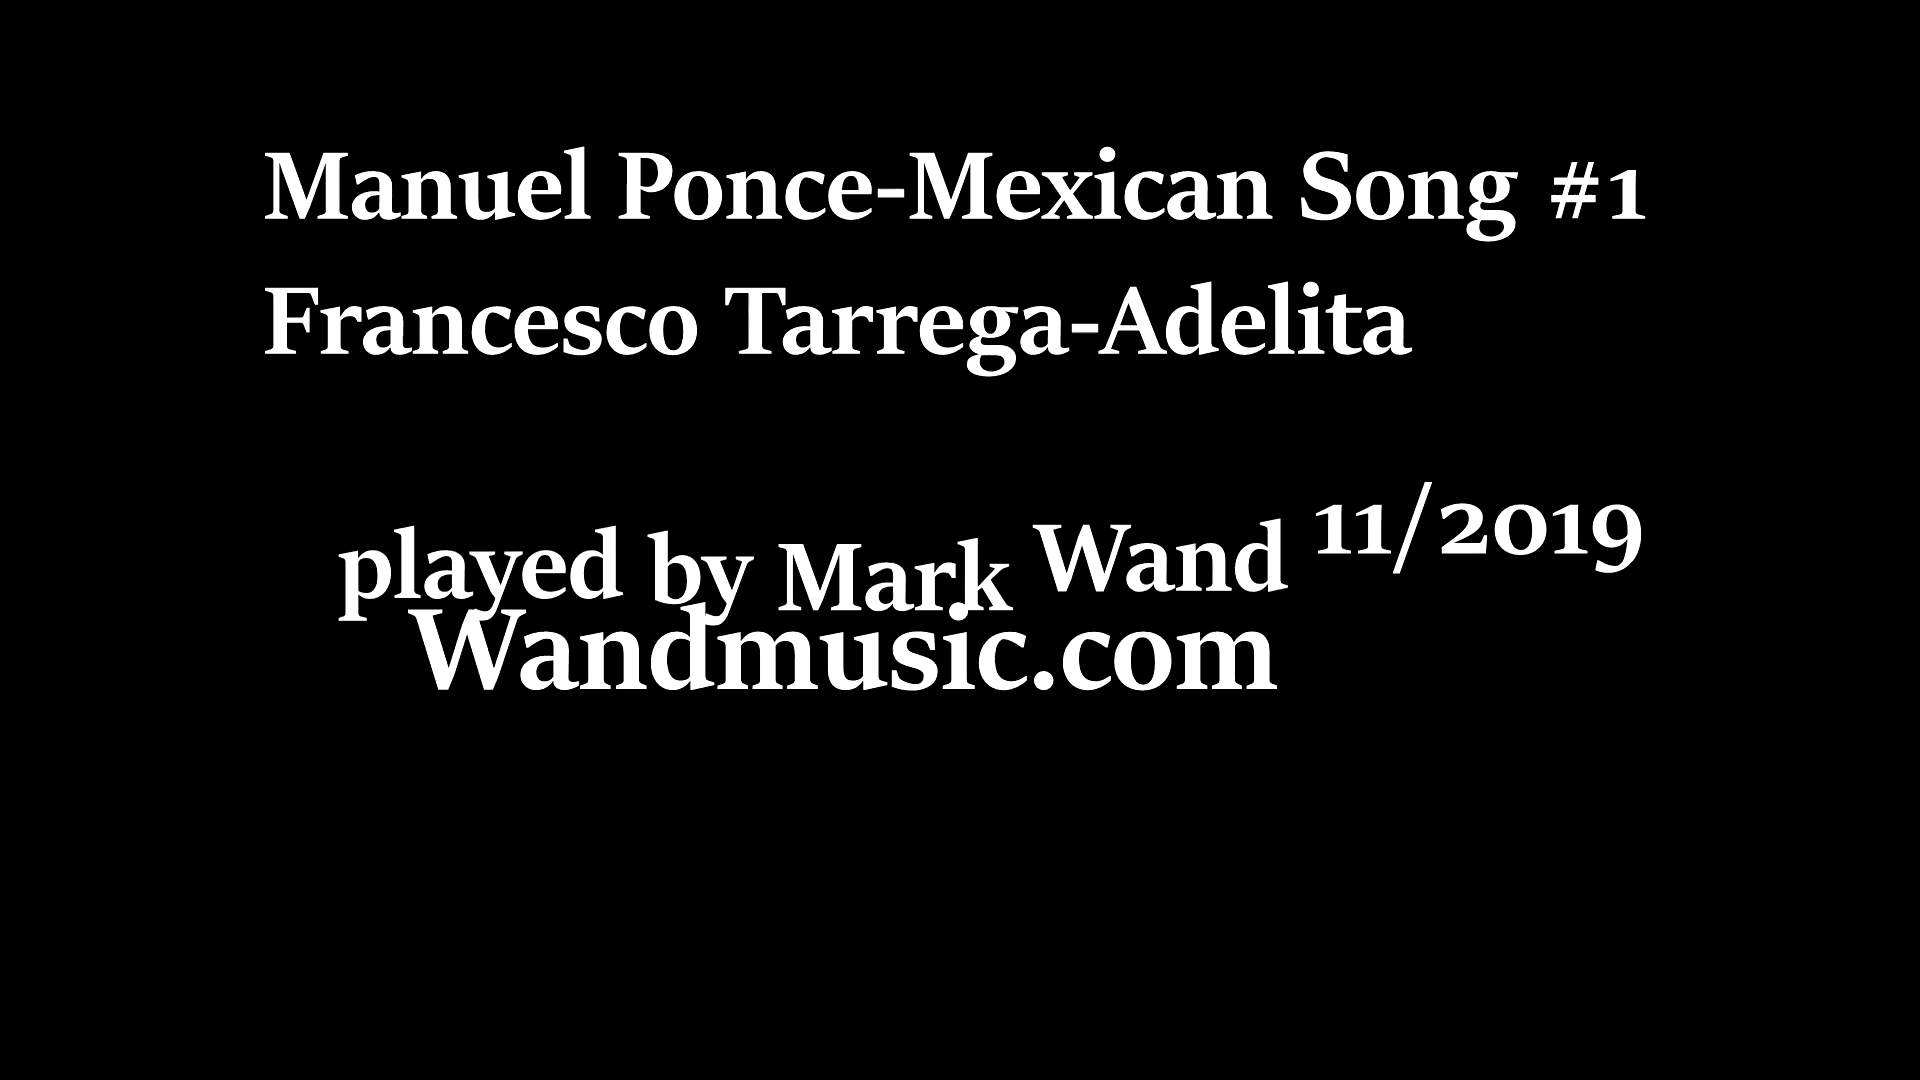 Manuel Ponce-Mexican Song #1
Francesco Tarrega-Adelita
played by Mark Wand 11/2019
Wandmusic.com